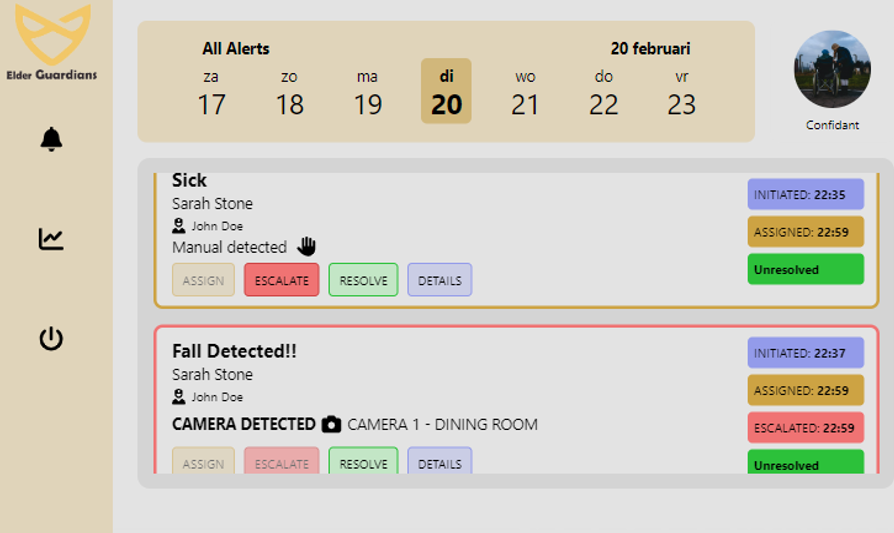 Elder Guardians
All Alerts
20 februari
za
zo
ma
di
wo
do
vr
17
18
19
20
21
22
23
Confidant
Sick
Sarah Stone
John Doe
Manual detected
ASSIGN
ESCALATE
RESOLVE
DETAILS
INITIATED: 22:35
ASSIGNED: 22:59
Unresolved
Fall Detected!!
Sarah Stone
John Doe
CAMERA DETECTED CAMERA 1 - DINING ROOM
ASSIGN
ESCALATE
RESOLVE
DETAILS
INITIATED: 22:37
ASSIGNED: 22:59
ESCALATED: 22:59
Unresolved